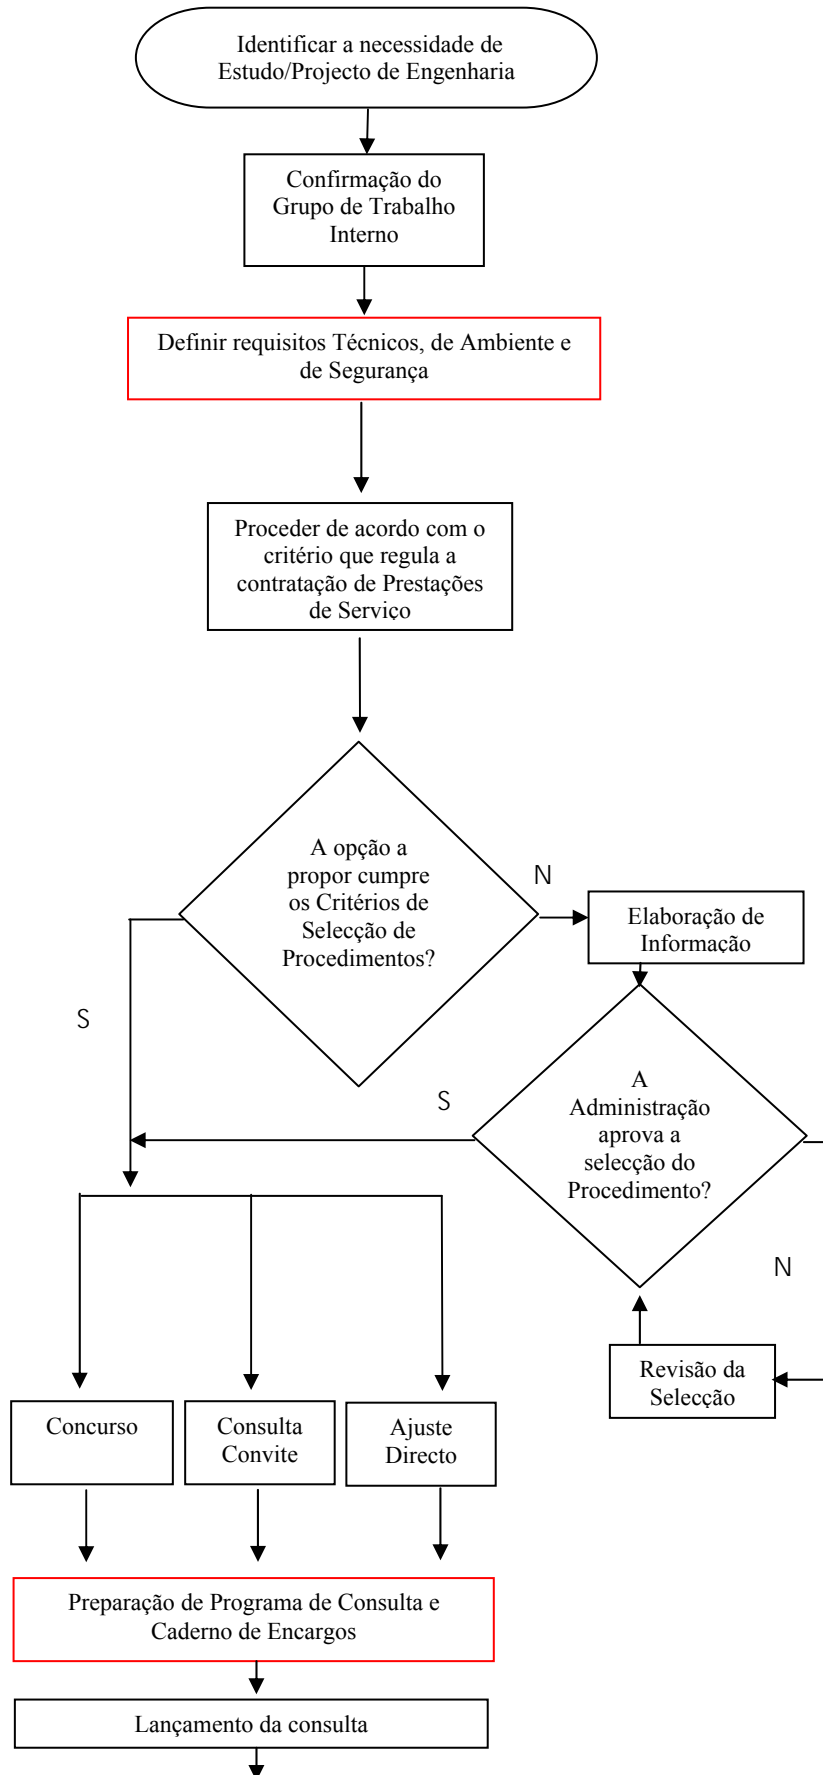 Identificar a necessidade de
Estudo/Projecto de Engenharia
Confirmação do
Grupo de Trabalho
Interno
Definir requisitos Técnicos, de Ambiente e
de Segurança
Proceder de acordo com o
critério que regula a
contratação de Prestações
de Serviço
A opção a
propor cumpre
os Critérios de
Selecção de
Procedimentos?
N
Elaboração de
Informação
S
A
Administração
aprova a
selecção do
Procedimento?
S
N
Revisão da
Selecção
Concurso
Consulta
Convite
Ajuste
Directo
Preparação de Programa de Consulta e
Caderno de Encargos
Lançamento da consulta